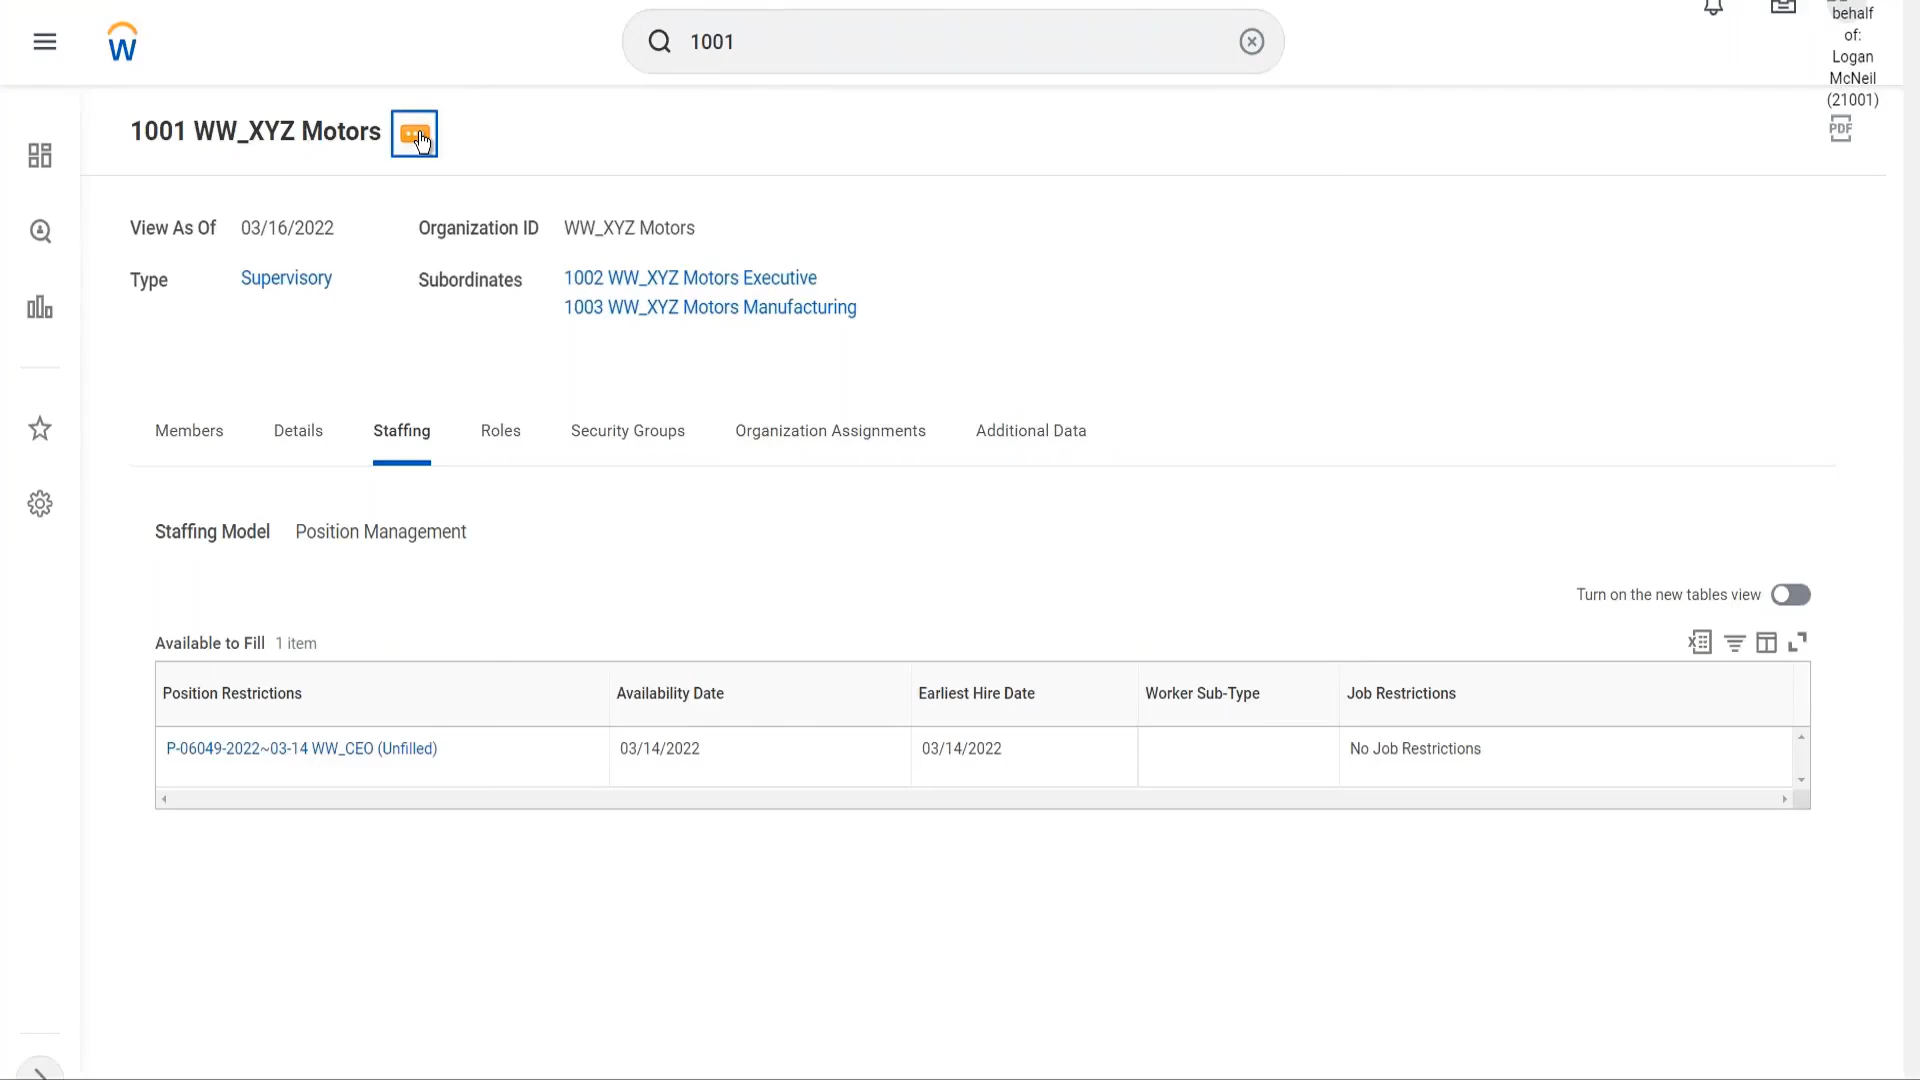 1001
behalf
of:
Logan
McNeil
(21001)
1001 WW_XYZ Motors
PDF
View As Of 03/16/2022 Organization ID WW_XYZ Motors
Type Supervisory Subordinates 1002 WW_XYZ Motors Executive
1003 WW_XYZ Motors Manufacturing
Members Details Staffing Roles Security Groups Organization Assignments Additional Data
Staffing Model Position Management
Turn on the new tables view
Available to Fill 1 item
Position Restrictions Availability Date Earliest Hire Date Worker Sub-Type Job Restrictions
P-06049-2022~03-14 WW_CEO (Unfilled) 03/14/2022 03/14/2022 No Job Restrictions